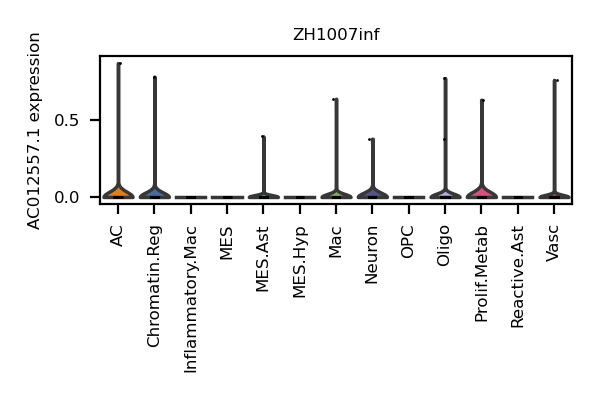 ZH1007inf
AC012557.1 expression
0.5
0.0
AC
Chromatin.Reg
Inflammatory.Mac
MES
MES.Ast
MES.Hyp
Mac
Neuron
OPC
Oligo
Prolif.Metab
Reactive.Ast
Vasc